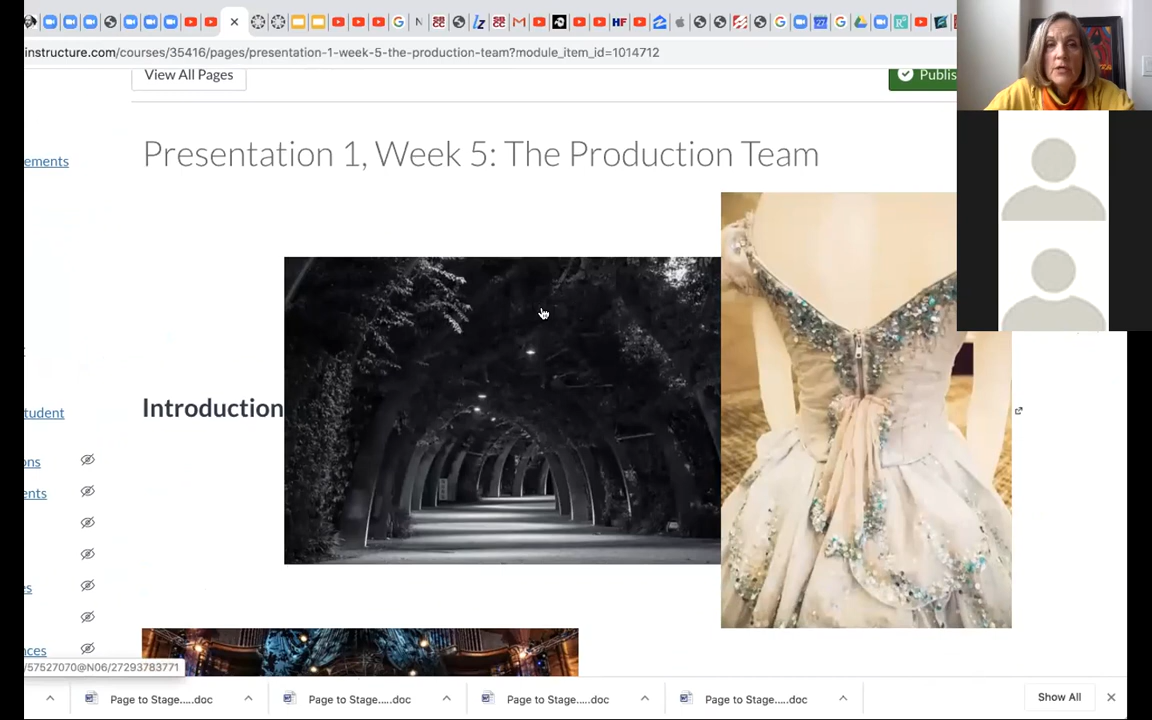 instructure.com/courses/35416/pages/presentation-1-week-5-the-production-team?module_item_id=1014712
View All Pages
Publis
ements
Presentation 1, Week 5: The Production Team
Introduction
tudent
ons
ents
es
nces
/57527070@N06/27293783771
Page to Stage.....doc
Page to Stage.....doc
Page to Stage.....doc
Page to Stage.....doc
Show All